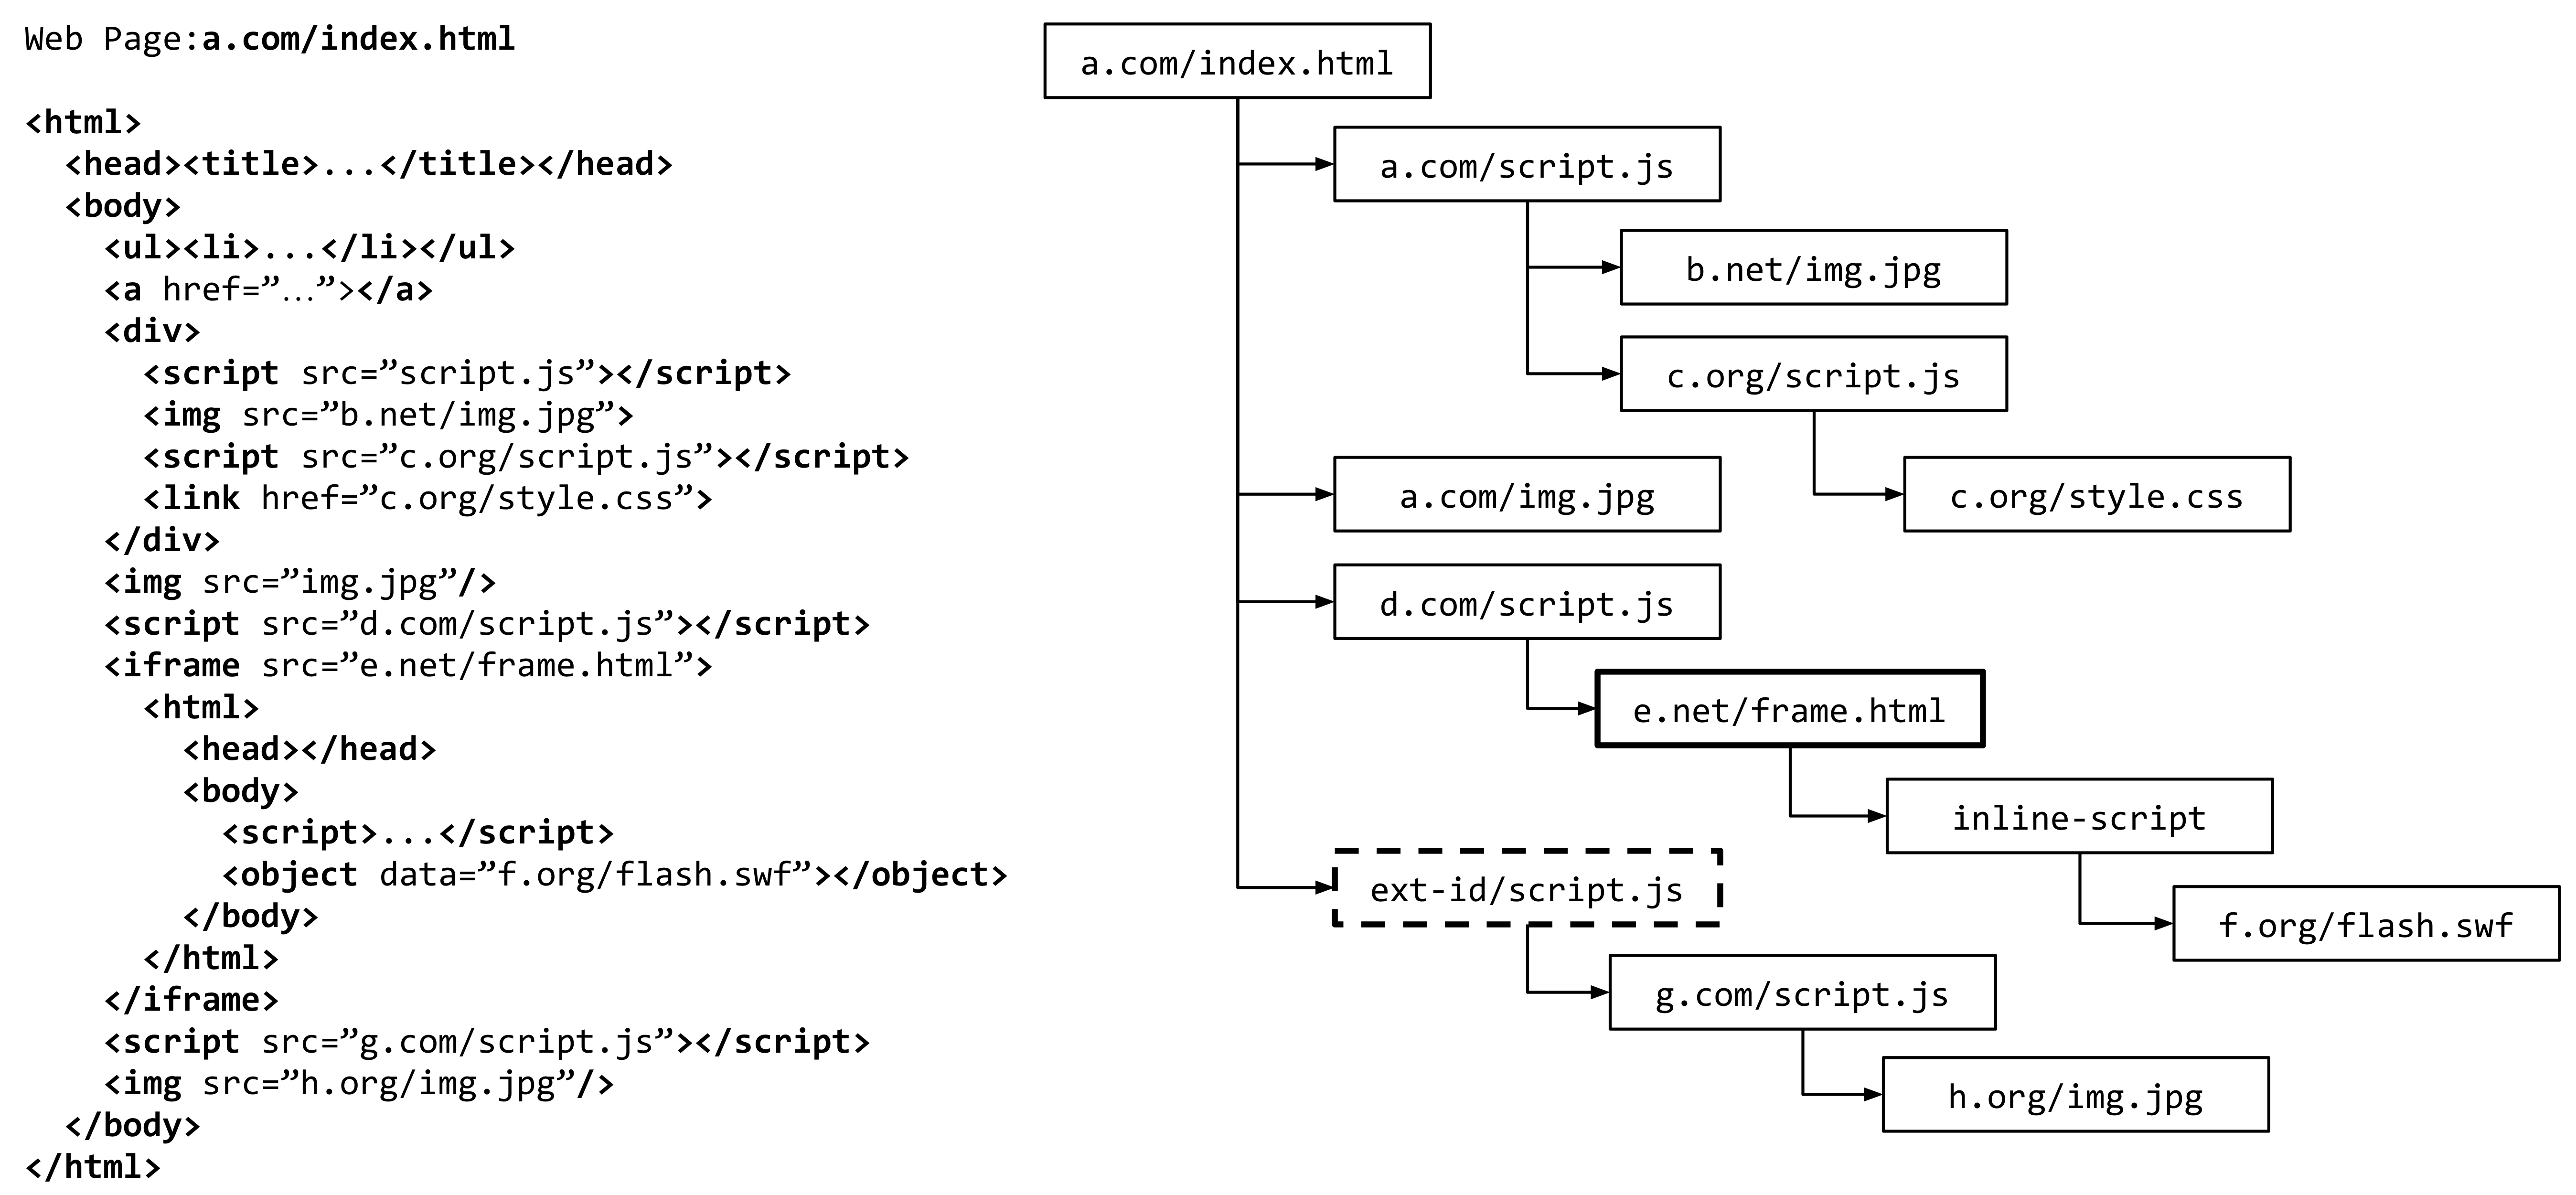 Web Page:a.com/index.html
<html>
<head><title>...</title></head>
<body>
<ul><li>...</li></ul>
<a href=”...”></a>
<div>
<script src=”script.js”></script>
<img src=”b.net/img.jpg”>
<script src=”c.org/script.js”></script>
<link href=”c.org/style.css”>
</div>
<img src=”img.jpg”/>
<script src=”d.com/script.js”></script>
<iframe src=”e.net/frame.html”>
<html>
<head></head>
<body>
<script>...</script>
<object data=”f.org/flash.swf”></object>
</body>
</html>
</iframe>
<script src=”g.com/script.js”></script>
<img src=”h.org/img.jpg”/>
</body>
</html>
a.com/index.html
a.com/script.js
b.net/img.jpg
c.org/script.js
c.org/style.css
a.com/img.jpg
d.com/script.js
e.net/frame.html
inline-script
f.org/flash.swf
ext-id/script.js
g.com/script.js
h.org/img.jpg